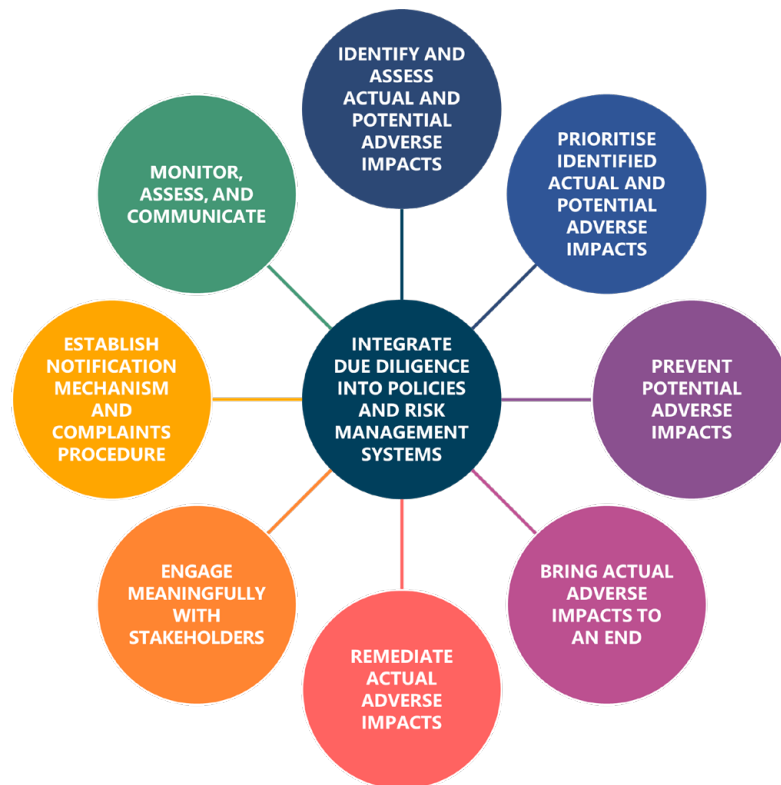 IDENTIFY AND
ASSESS
ACTUAL AND
POTENTIAL
ADVERSE
IMPACTS
PRIORITISE
IDENTIFIED
ACTUAL AND
POTENTIAL
ADVERSE
IMPACTS
PREVENT
POTENTIAL
ADVERSE
IMPACTS
BRING ACTUAL
ADVERSE
IMPACTS TO
AN END
REMEDIATE
ACTUAL
ADVERSE
IMPACTS
ENGAGE
MEANINGFULLY
WITH
STAKEHOLDERS
ESTABLISH
NOTIFICATION
MECHANISM
AND
COMPLAINTS
PROCEDURE
MONITOR,
ASSESS, AND
COMMUNICATE
INTEGRATE
DUE DILIGENCE
INTO POLICIES
AND RISK
MANAGEMENT
SYSTEMS